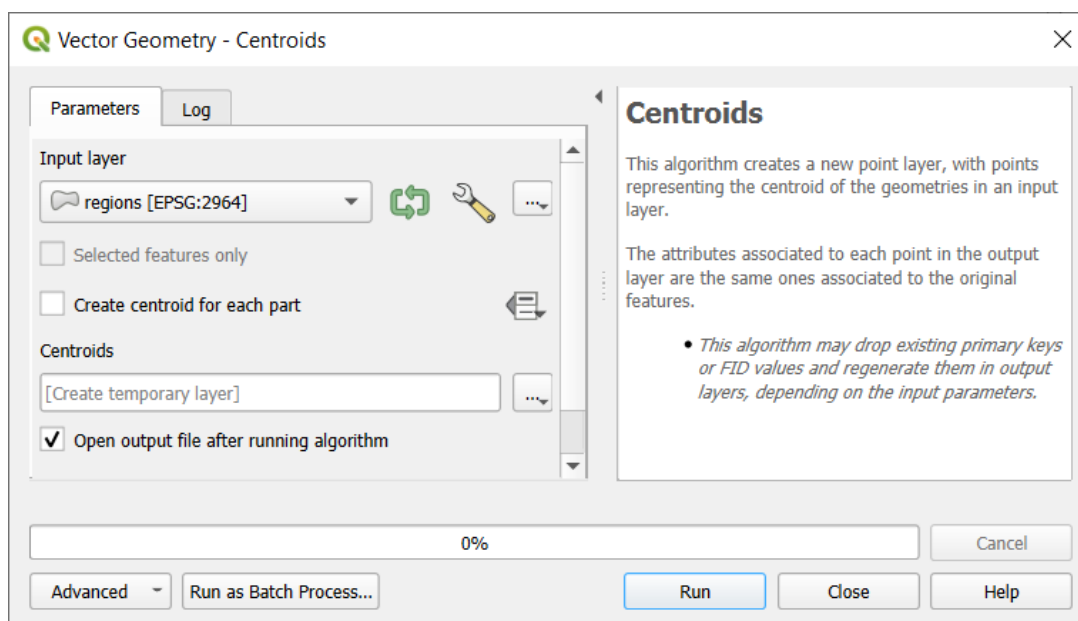 Vector Geometry - Centroids
Parameters
Log
Input layer
regions [EPSG:2964]
...
Selected features only
Create centroid for each part
Centroids
[Create temporary layer]
...
Open output file after running algorithm
Centroids
This algorithm creates a new point layer, with points
representing the centroid of the geometries in an input
layer.
The attributes associated to each point in the output
layer are the same ones associated to the original
features.
• This algorithm may drop existing primary keys
or FID values and regenerate them in output
layers, depending on the input parameters.
0%
Cancel
Advanced
Run as Batch Process...
Run
Close
Help